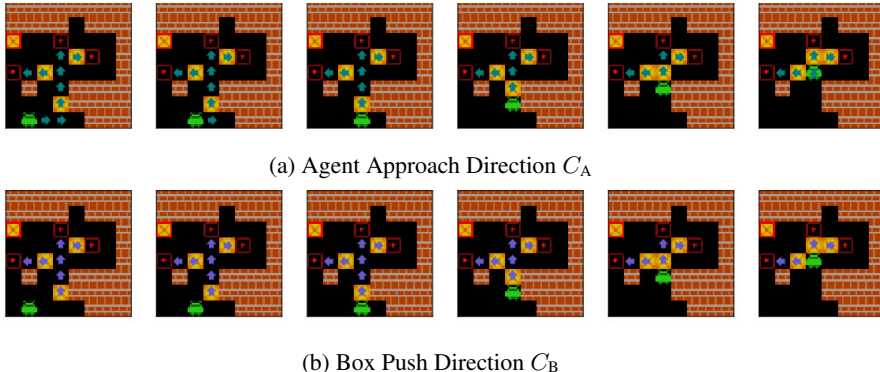 (a) Agent Approach Direction C_A
(b) Box Push Direction C_B